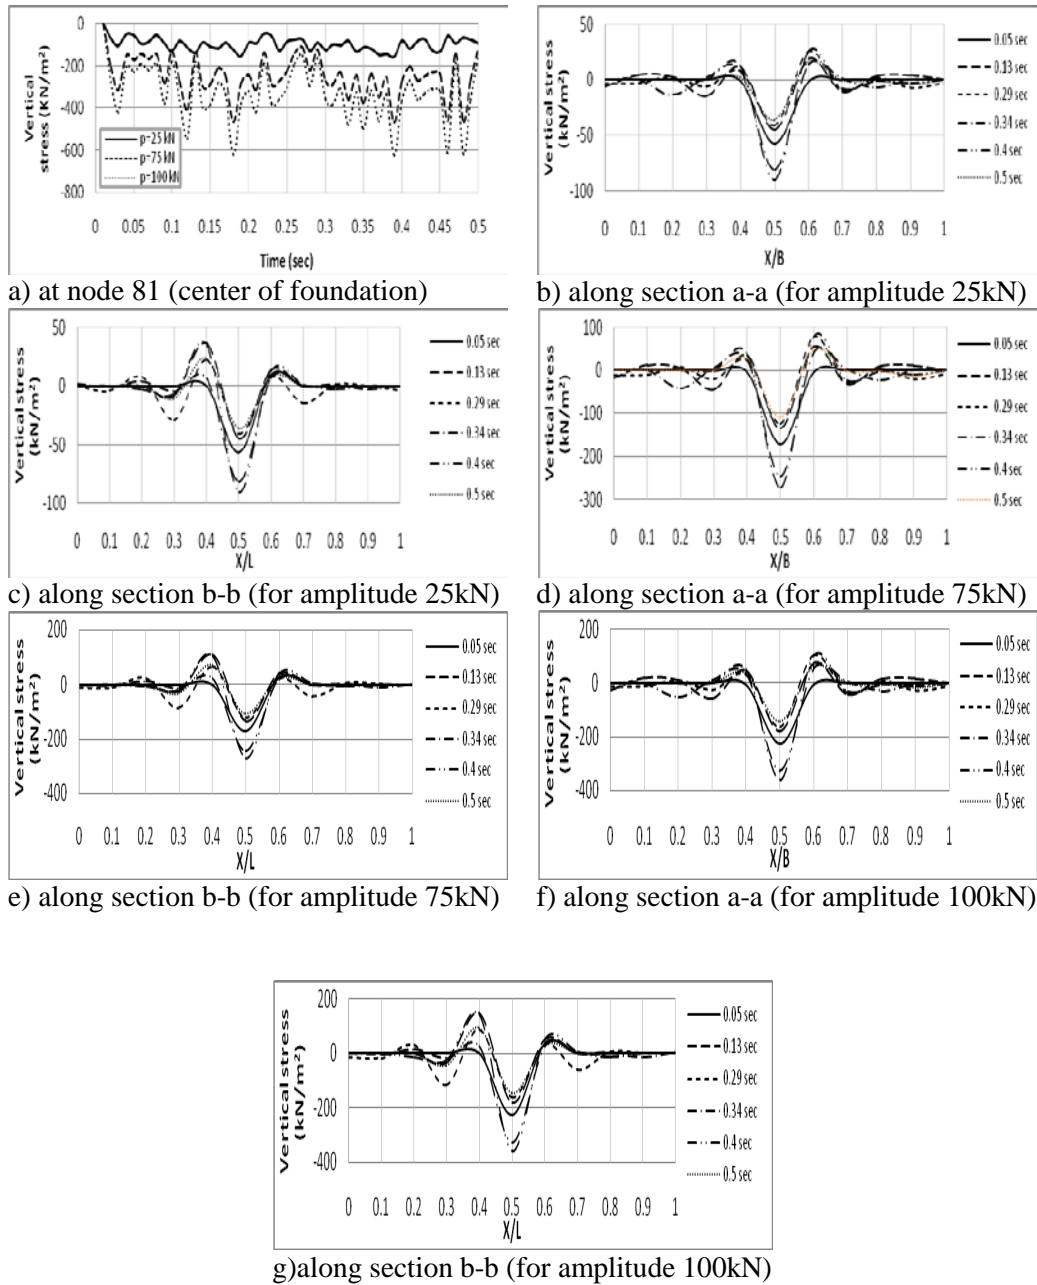 0
-200
-400
-600
-800
Vertical
stress (KN/m²)
p=25 kN
p=75 kN
p=100 kN
0 0.05 0.1 0.15 0.2 0.25 0.3 0.35 0.4 0.45 0.5
Time (sec)
a) at node 81 (center of foundation)
50
0
-50
-100
Vertical stress
(kN/m²)
0.05 sec
0.13 sec
0.29 sec
0.34 sec
0.4 sec
0.5 sec
0 0.1 0.2 0.3 0.4 0.5 0.6 0.7 0.8 0.9 1
X/B
b) along section a-a (for amplitude 25kN)
50
0
-50
-100
Vertical stress
(kN/m²)
0.05 sec
0.13 sec
0.29 sec
0.34 sec
0.4 sec
0.5 sec
0 0.1 0.2 0.3 0.4 0.5 0.6 0.7 0.8 0.9 1
X/L
c) along section b-b (for amplitude 25kN)
100
0
-100
-200
-300
Vertical stress
(kN/m²)
0.05 sec
0.13 sec
0.29 sec
0.34 sec
0.4 sec
0.5 sec
0 0.1 0.2 0.3 0.4 0.5 0.6 0.7 0.8 0.9 1
X/B
d) along section a-a (for amplitude 75kN)
200
0
-200
-400
Vertical stress
(kN/m²)
0.05 sec
0.13 sec
0.29 sec
0.34 sec
0.4 sec
0.5 sec
0 0.1 0.2 0.3 0.4 0.5 0.6 0.7 0.8 0.9 1
X/L
e) along section b-b (for amplitude 75kN)
200
0
-200
-400
Vertical stress
(kN/m²)
0.05 sec
0.13 sec
0.29 sec
0.34 sec
0.4 sec
0.5 sec
0 0.1 0.2 0.3 0.4 0.5 0.6 0.7 0.8 0.9 1
X/B
f) along section a-a (for amplitude 100kN)
200
0
-200
-400
Vertical stress
(kN/m²)
0.05 sec
0.13 sec
0.29 sec
0.34 sec
0.4 sec
0.5 sec
0 0.1 0.2 0.3 0.4 0.5 0.6 0.7 0.8 0.9 1
X/L
g)along section b-b (for amplitude 100kN)